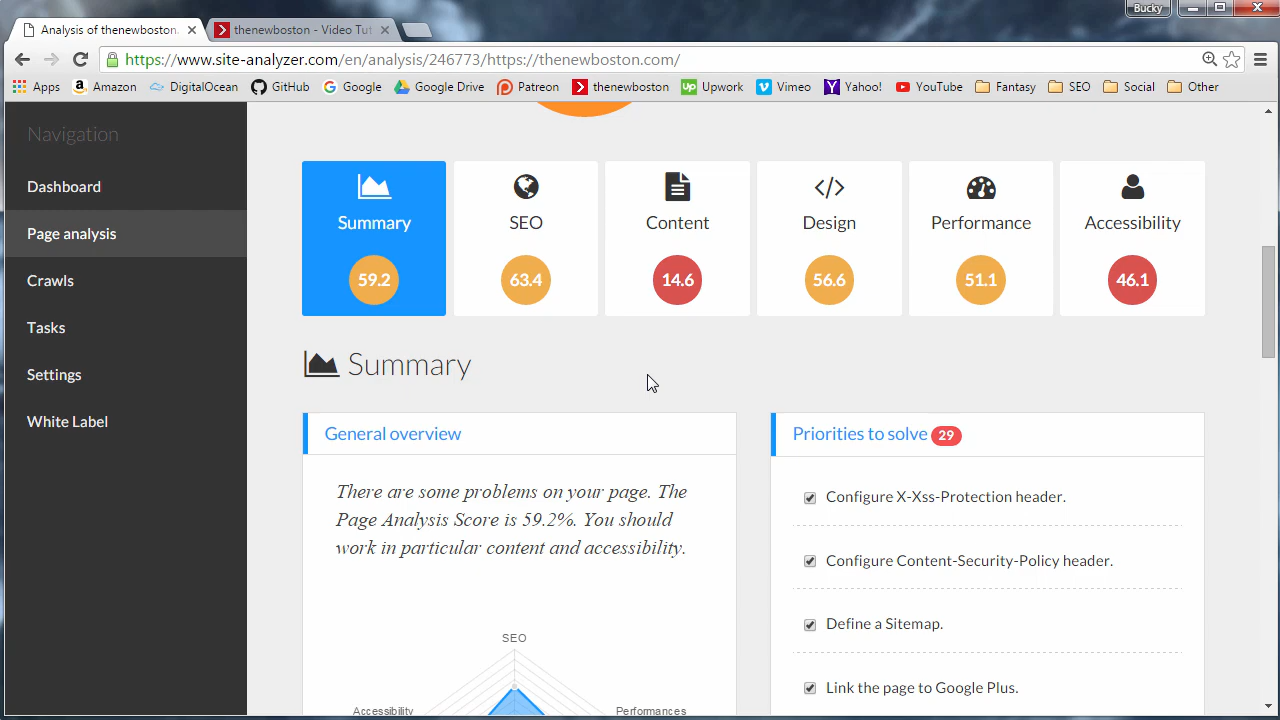 Bucky
Analysis of thenewboston.
thenewboston - Video Tut
https://www.site-analyzer.com/en/analysis/246773/https://thenewboston.com/
Apps Amazon DigitalOcean GitHub Google Google Drive Patreon thenewboston Upwork Vimeo Yahoo! YouTube Fantasy SEO Social Other
Navigation
Dashboard
Page analysis
Crawls
Tasks
Settings
White Label
Summary SEO Content Design Performance Accessibility
59.2 63.4 14.6 56.6 51.1 46.1
Summary
General overview
There are some problems on your page. The
Page Analysis Score is 59.2%. You should
work in particular content and accessibility.
SEO
Accessibility Performances
Priorities to solve 29
Configure X-Xss-Protection header.
Configure Content-Security-Policy header.
Define a Sitemap.
Link the page to Google Plus.